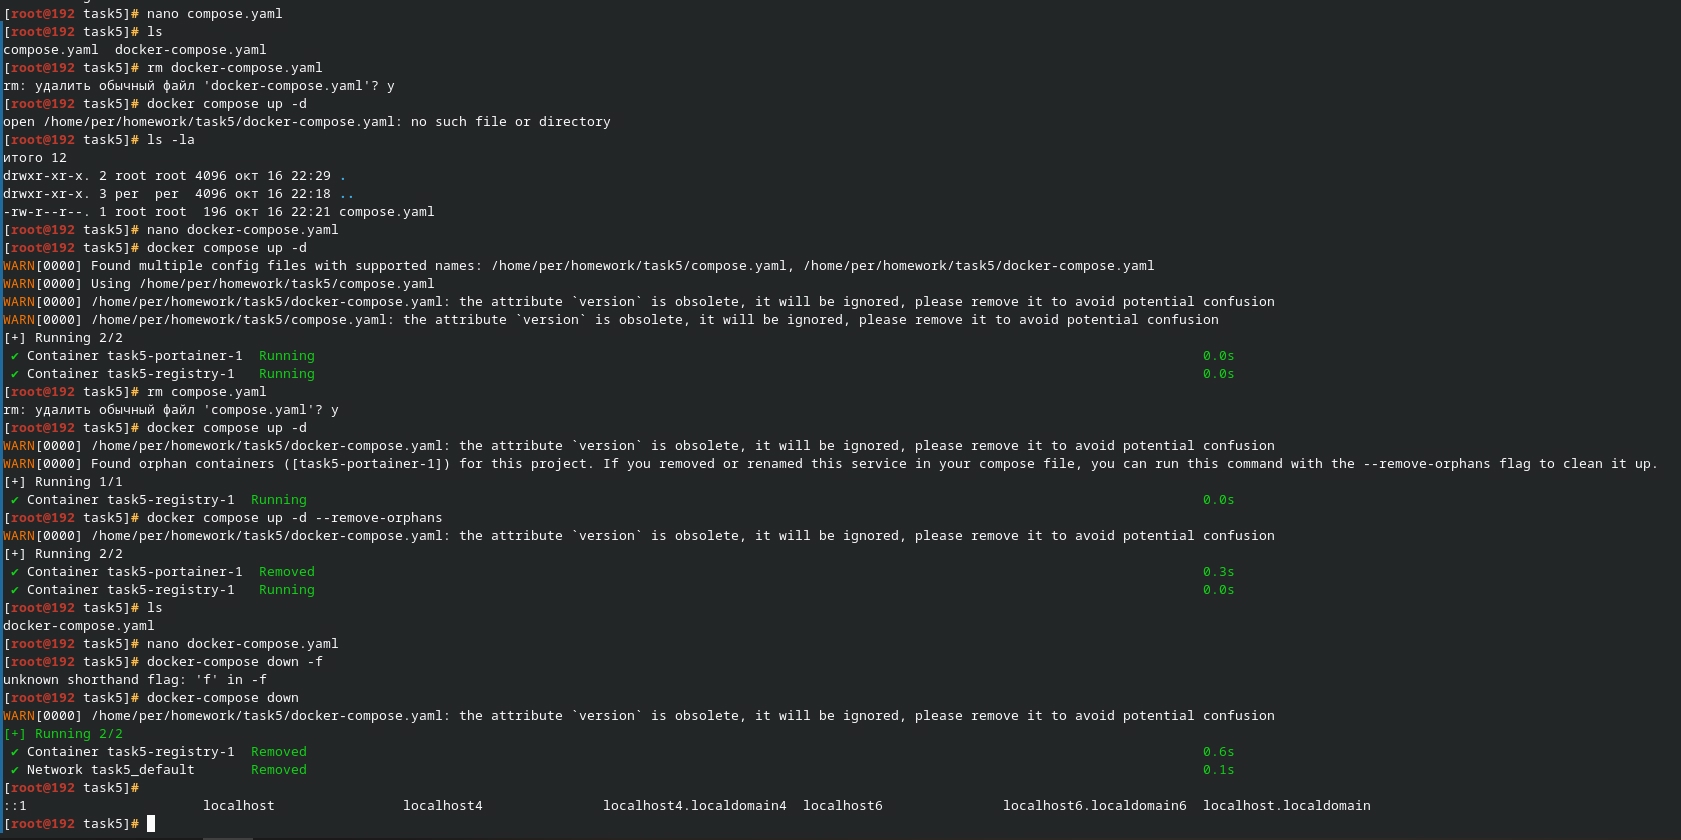 [root@192 task5]# nano compose.yaml
[root@192 task5]# ls
compose.yaml  docker-compose.yaml
[root@192 task5]# rm docker-compose.yaml
rm: удалить обычный файл 'docker-compose.yaml'? y
[root@192 task5]# docker compose up -d
open /home/per/homework/task5/docker-compose.yaml: no such file or directory
[root@192 task5]# ls -la
итого 12
drwxr-xr-x. 2 root root 4096 окт 16 22:29 .
drwxr-xr-x. 3 per  per  4096 окт 16 22:18 ..
-rw-r--r--. 1 root root  196 окт 16 22:21 compose.yaml
[root@192 task5]# nano docker-compose.yaml
[root@192 task5]# docker compose up -d
WARN[0000] Found multiple config files with supported names: /home/per/homework/task5/compose.yaml, /home/per/homework/task5/docker-compose.yaml
WARN[0000] Using /home/per/homework/task5/compose.yaml
WARN[0000] /home/per/homework/task5/docker-compose.yaml: the attribute `version` is obsolete, it will be ignored, please remove it to avoid potential confusion
WARN[0000] /home/per/homework/task5/compose.yaml: the attribute `version` is obsolete, it will be ignored, please remove it to avoid potential confusion
[+] Running 2/2
 ✔ Container task5-portainer-1  Running  0.0s
 ✔ Container task5-registry-1   Running  0.0s
[root@192 task5]# rm compose.yaml
rm: удалить обычный файл 'compose.yaml'? y
[root@192 task5]# docker compose up -d
WARN[0000] /home/per/homework/task5/docker-compose.yaml: the attribute `version` is obsolete, it will be ignored, please remove it to avoid potential confusion
WARN[0000] Found orphan containers ([task5-portainer-1]) for this project. If you removed or renamed this service in your compose file, you can run this command with the --remove-orphans flag to clean it up.
[+] Running 1/1
 ✔ Container task5-registry-1  Running  0.0s
[root@192 task5]# docker compose up -d --remove-orphans
WARN[0000] /home/per/homework/task5/docker-compose.yaml: the attribute `version` is obsolete, it will be ignored, please remove it to avoid potential confusion
[+] Running 2/2
 ✔ Container task5-portainer-1  Removed  0.3s
 ✔ Container task5-registry-1   Running  0.0s
[root@192 task5]# ls
docker-compose.yaml
[root@192 task5]# nano docker-compose.yaml
[root@192 task5]# docker-compose down -f
unknown shorthand flag: 'f' in -f
[root@192 task5]# docker-compose down
WARN[0000] /home/per/homework/task5/docker-compose.yaml: the attribute `version` is obsolete, it will be ignored, please remove it to avoid potential confusion
[+] Running 2/2
 ✔ Container task5-registry-1  Removed  0.6s
 ✔ Network task5_default       Removed  0.1s
[root@192 task5]#
::1  localhost  localhost4  localhost4.localdomain4  localhost6  localhost6.localdomain6  localhost.localdomain
[root@192 task5]#